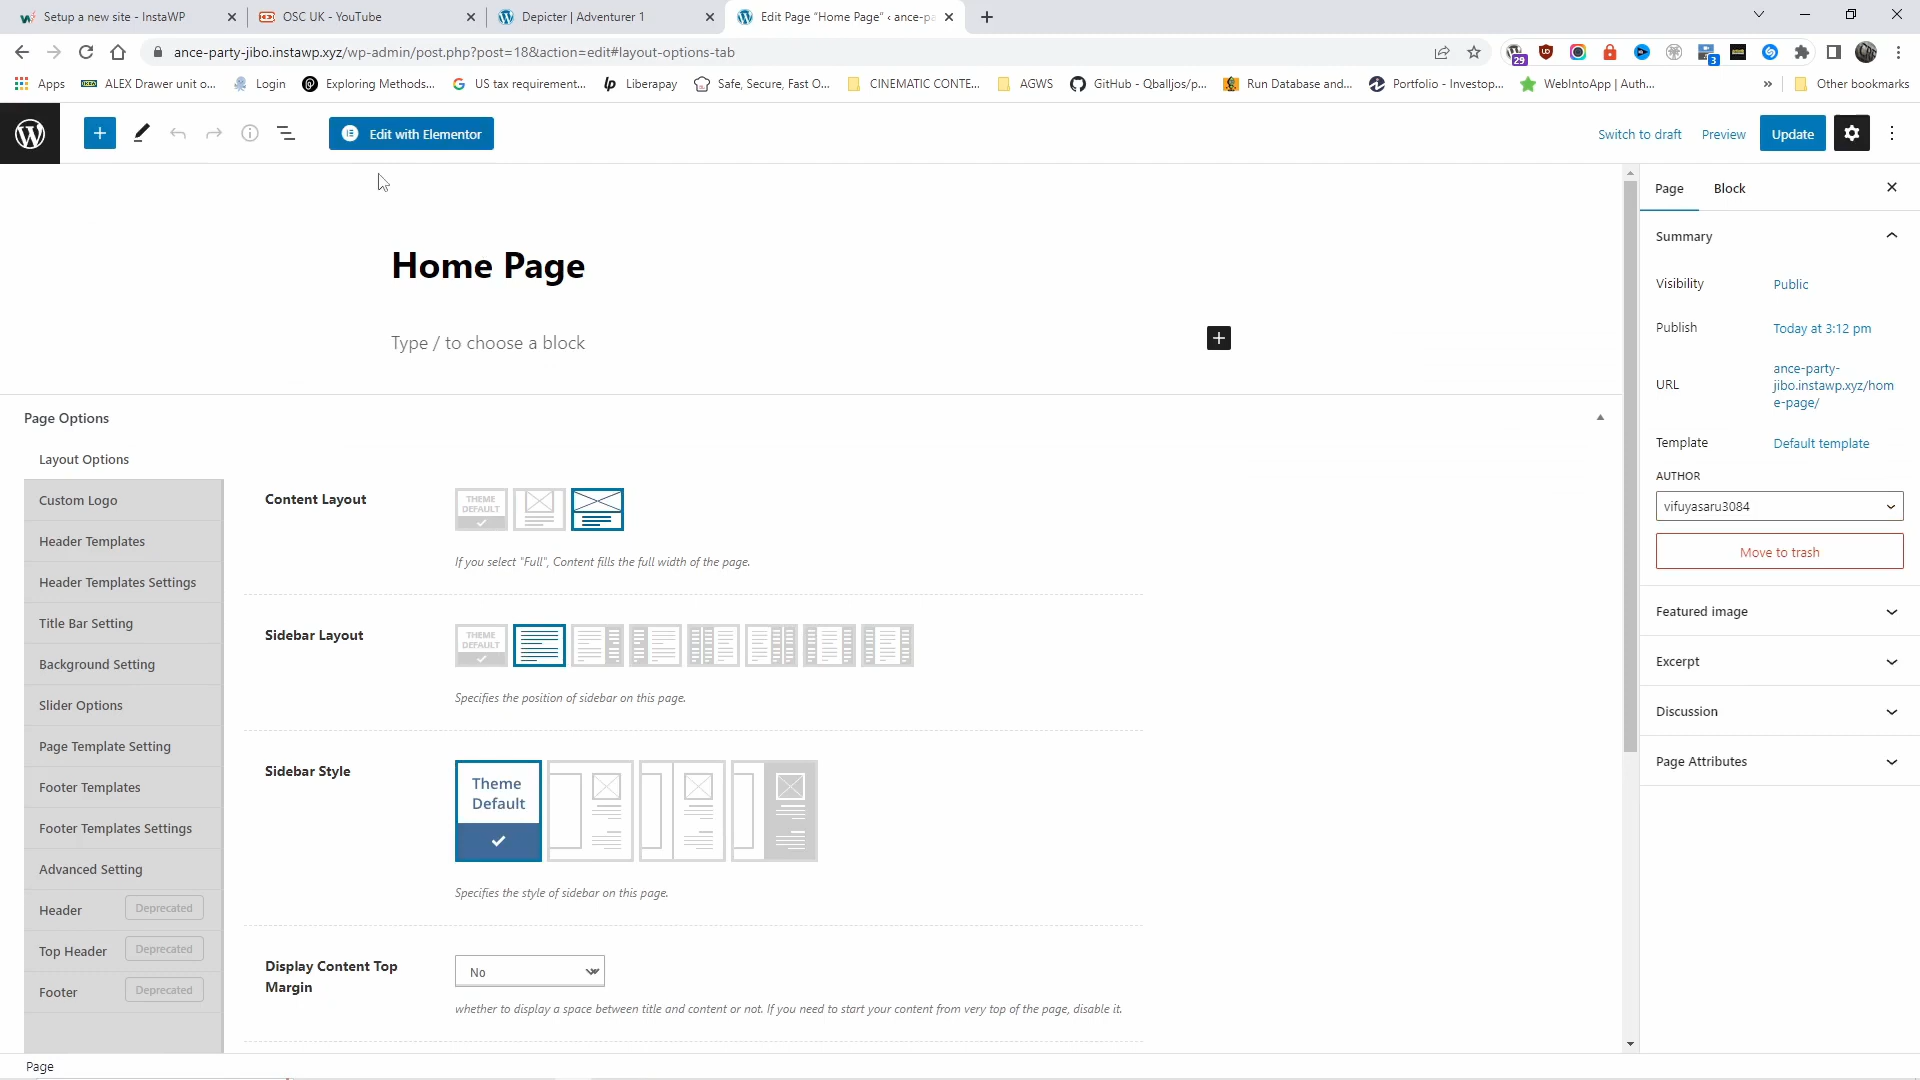 Setup a new site - InstaWP
OSC UK - YouTube
Depicter | Adventurer 1
Edit Page “Home Page” ‹ ance-pa
ance-party-jibo.instawp.xyz/wp-admin/post.php?post=18&action=edit#layout-options-tab
29
3
Apps
ALEX Drawer unit o...
Login
Exploring Methods...
US tax requirement...
Liberapay
Safe, Secure, Fast O...
CINEMATIC CONTE...
AGWS
GitHub - Qballjos/p...
Run Database and...
Portfolio - Investop...
WebIntoApp | Auth...
»
Other bookmarks
Edit with Elementor
Switch to draft
Preview
Update
Home Page
Type / to choose a block
Page Options
Layout Options
Custom Logo
Header Templates
Header Templates Settings
Title Bar Setting
Background Setting
Slider Options
Page Template Setting
Footer Templates
Footer Templates Settings
Advanced Setting
Header Deprecated
Top Header Deprecated
Footer Deprecated
Content Layout
THEME
DEFAULT
If you select "Full", Content fills the full width of the page.
Sidebar Layout
THEME
DEFAULT
Specifies the position of sidebar on this page.
Sidebar Style
Theme
Default
Specifies the style of sidebar on this page.
Display Content Top
Margin
No
whether to display a space between title and content or not. If you need to start your content from very top of the page, disable it.
Page
Block
Summary
Visibility
Public
Publish
Today at 3:12 pm
URL
ance-party-
jibo.instawp.xyz/hom
e-page/
Template
Default template
AUTHOR
vifuyasaru3084
Move to trash
Featured image
Excerpt
Discussion
Page Attributes
Page